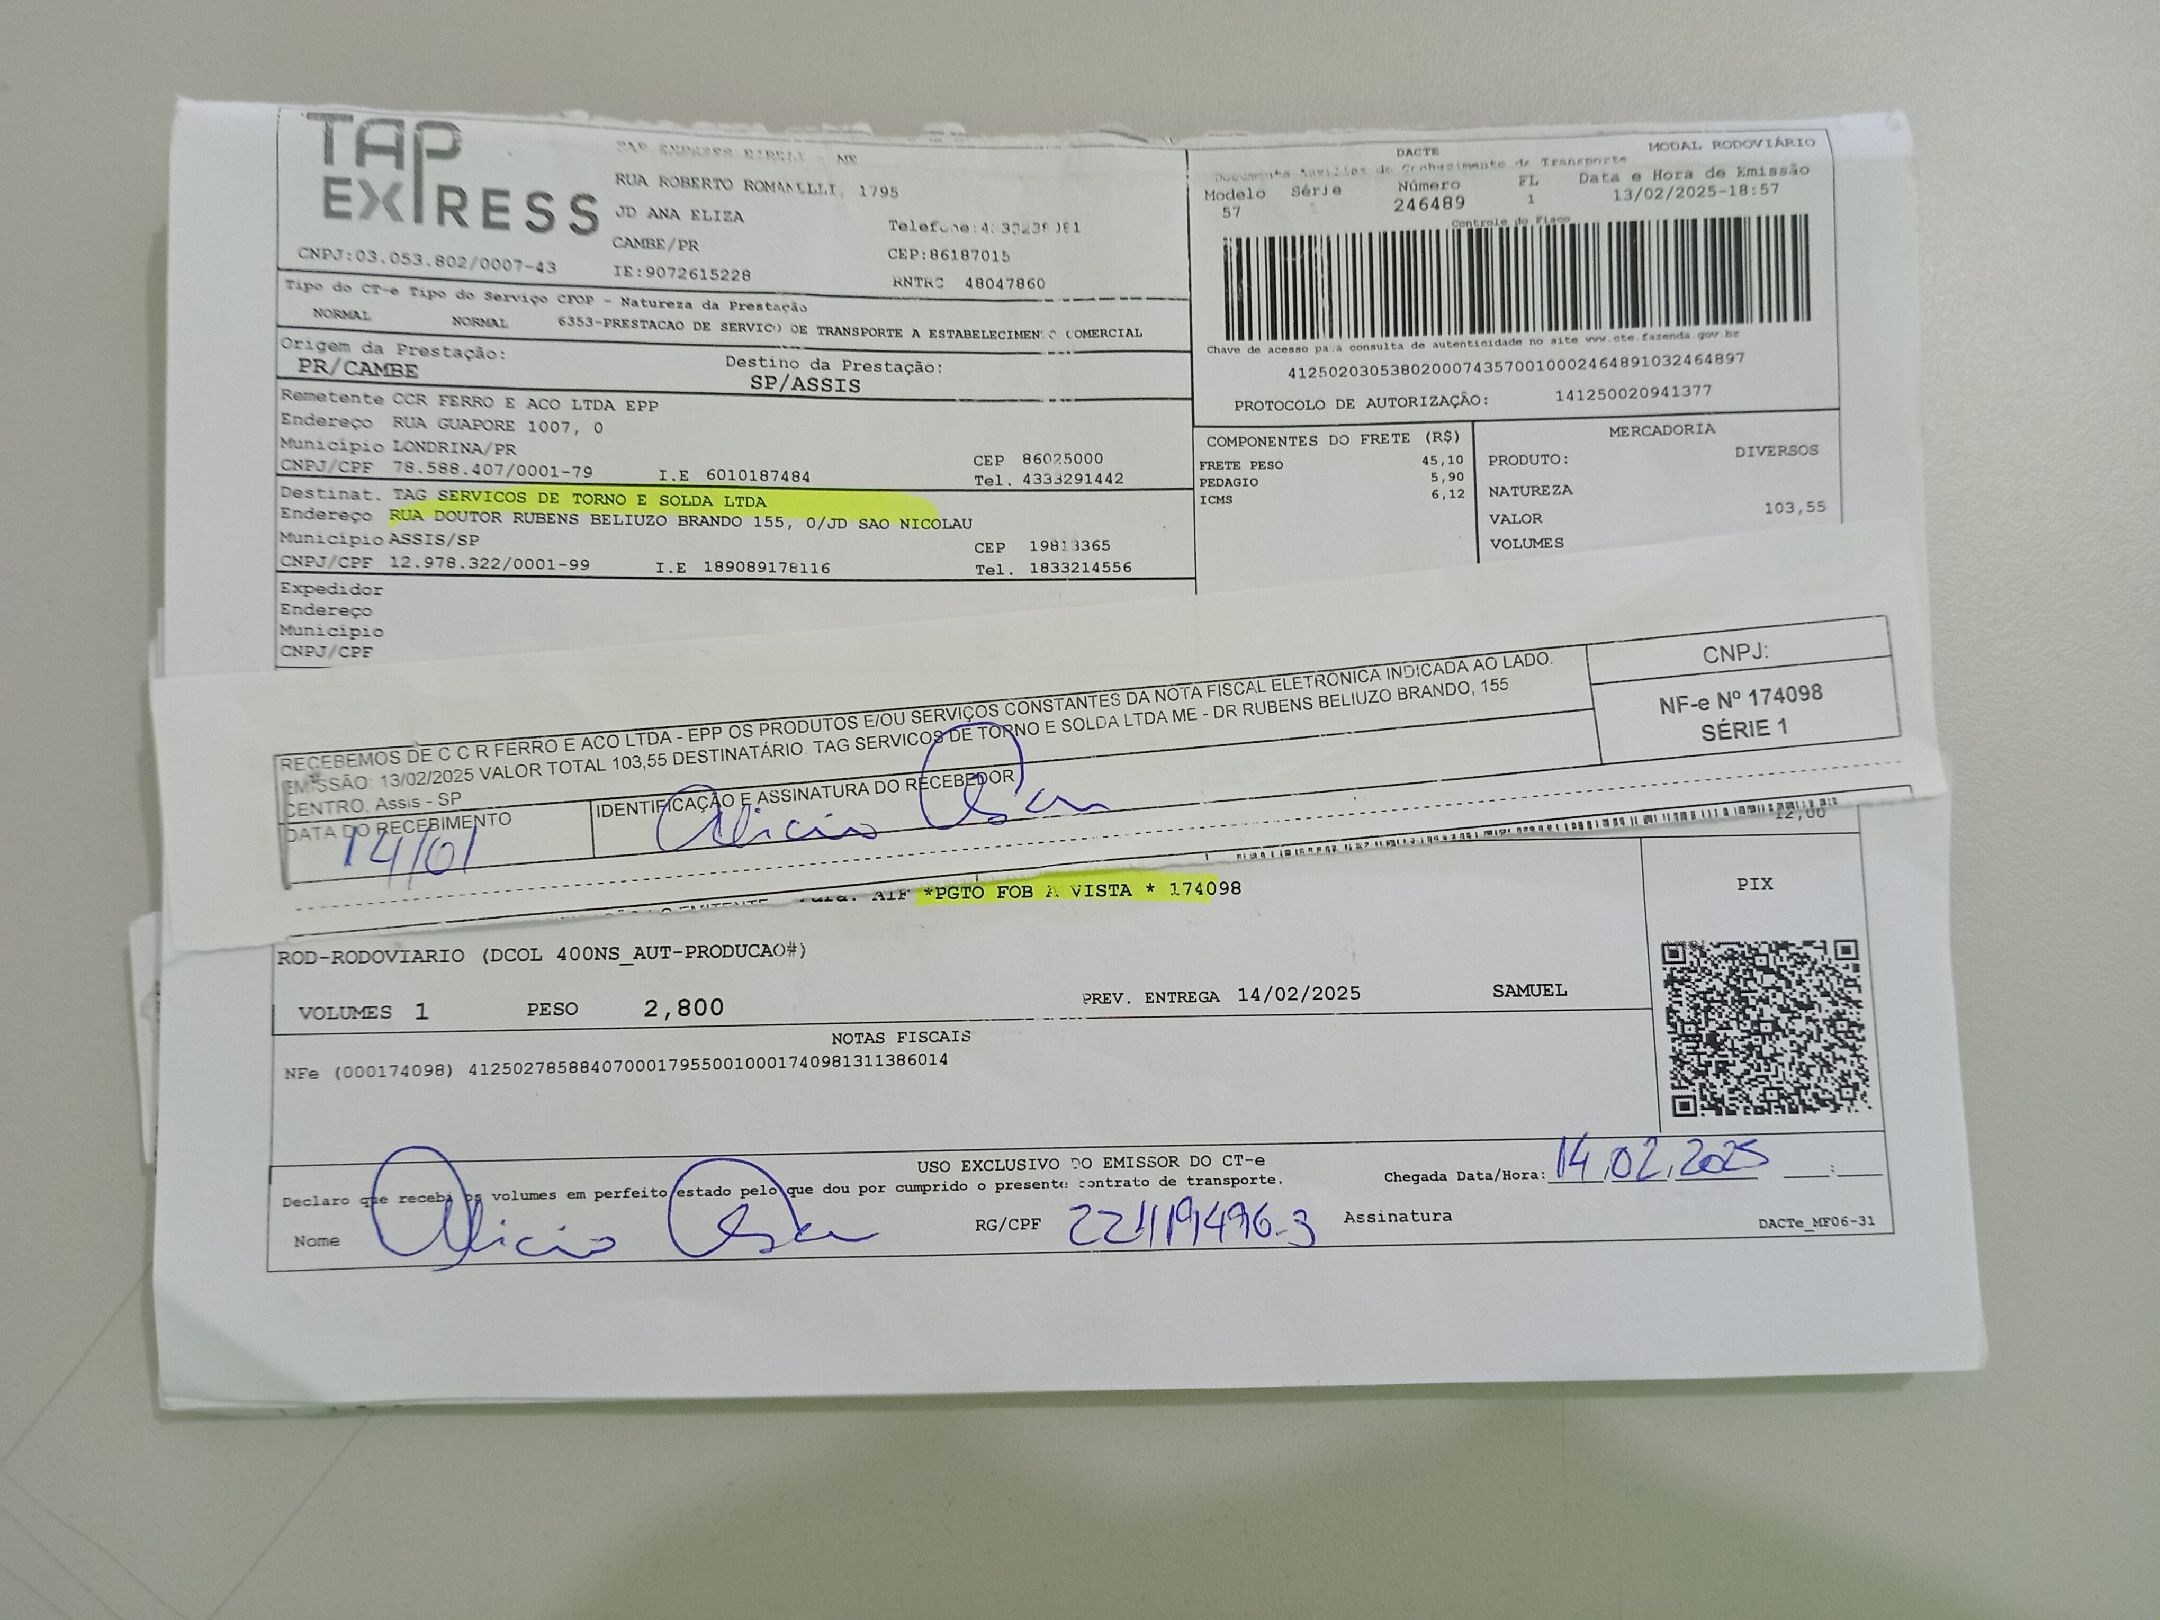 TAP
EXPRESS
TAP EXPRESS EIRELI - ME
RUA ROBERTO ROMANELLI, 1795
JD ANA ELIZA
CAMBE/PR
CEP:86187015
CNPJ:03.053.802/0007-43
IE:9072615228
RNTRC 48047860
DACTE
MODAL RODOVIÁRIO
Documento Auxiliar do Conhecimento de Transporte
Modelo Série Número FL Data e Hora de Emissão
57 246489 1 13/02/2025-18:57
Controle do Fisco
Chave de acesso para consulta de autenticidade no site www.cte.fazenda.gov.br
41250203053802000743570010002464891032464897
PROTOCOLO DE AUTORIZAÇÃO: 141250020941377
Tipo do CT-e Tipo do Serviço CFOP - Natureza da Prestação
NORMAL NORMAL 6353-PRESTACAO DE SERVICO DE TRANSPORTE A ESTABELECIMENTO COMERCIAL
Origem da Prestação: Destino da Prestação:
PR/CAMBE SP/ASSIS
Remetente CCR FERRO E ACO LTDA EPP
Endereço RUA GUAPORE 1007, 0
Município LONDRINA/PR CEP 86025000
CNPJ/CPF 78.588.407/0001-79 I.E 6010187484 Tel. 4333291442
Destinat. TAG SERVICOS DE TORNO E SOLDA LTDA
Endereço RUA DOUTOR RUBENS BELIUZO BRANDO 155, 0/JD SAO NICOLAU
Município ASSIS/SP CEP 19813365
CNPJ/CPF 12.978.322/0001-99 I.E 189089178116 Tel. 1833214556
Expedidor
Endereço
Município
CNPJ/CPF
COMPONENTES DO FRETE (R$)
FRETE PESO 45,10
PEDAGIO 5,90
ICMS 6,12
MERCADORIA
PRODUTO: DIVERSOS
NATUREZA
VALOR 103,55
VOLUMES
RECEBEMOS DE C C R FERRO E ACO LTDA - EPP OS PRODUTOS E/OU SERVIÇOS CONSTANTES DA NOTA FISCAL ELETRÔNICA INDICADA AO LADO.
EMISSÃO: 13/02/2025 VALOR TOTAL 103,55 DESTINATÁRIO. TAG SERVICOS DE TORNO E SOLDA LTDA ME - DR RUBENS BELIUZO BRANDO, 155
CENTRO, Assis - SP
CNPJ:
NF-e Nº 174098
SÉRIE 1
DATA DO RECEBIMENTO
14/01
IDENTIFICAÇÃO E ASSINATURA DO RECEBEDOR
12,00
*PGTO FOB A VISTA * 174098
PIX
ROD-RODOVIARIO (DCOL 400NS_AUT-PRODUCAO#)
VOLUMES 1 PESO 2,800 PREV. ENTREGA 14/02/2025 SAMUEL
NOTAS FISCAIS
NFe (000174098) 41250278588407000179550010001740981311386014
USO EXCLUSIVO DO EMISSOR DO CT-e
Declaro que recebi os volumes em perfeito estado pelo que dou por cumprido o presente contrato de transporte.
Chegada Data/Hora: 14,02,2025 :
Nome
RG/CPF 22419496-3 Assinatura
DACTe_MF06-31